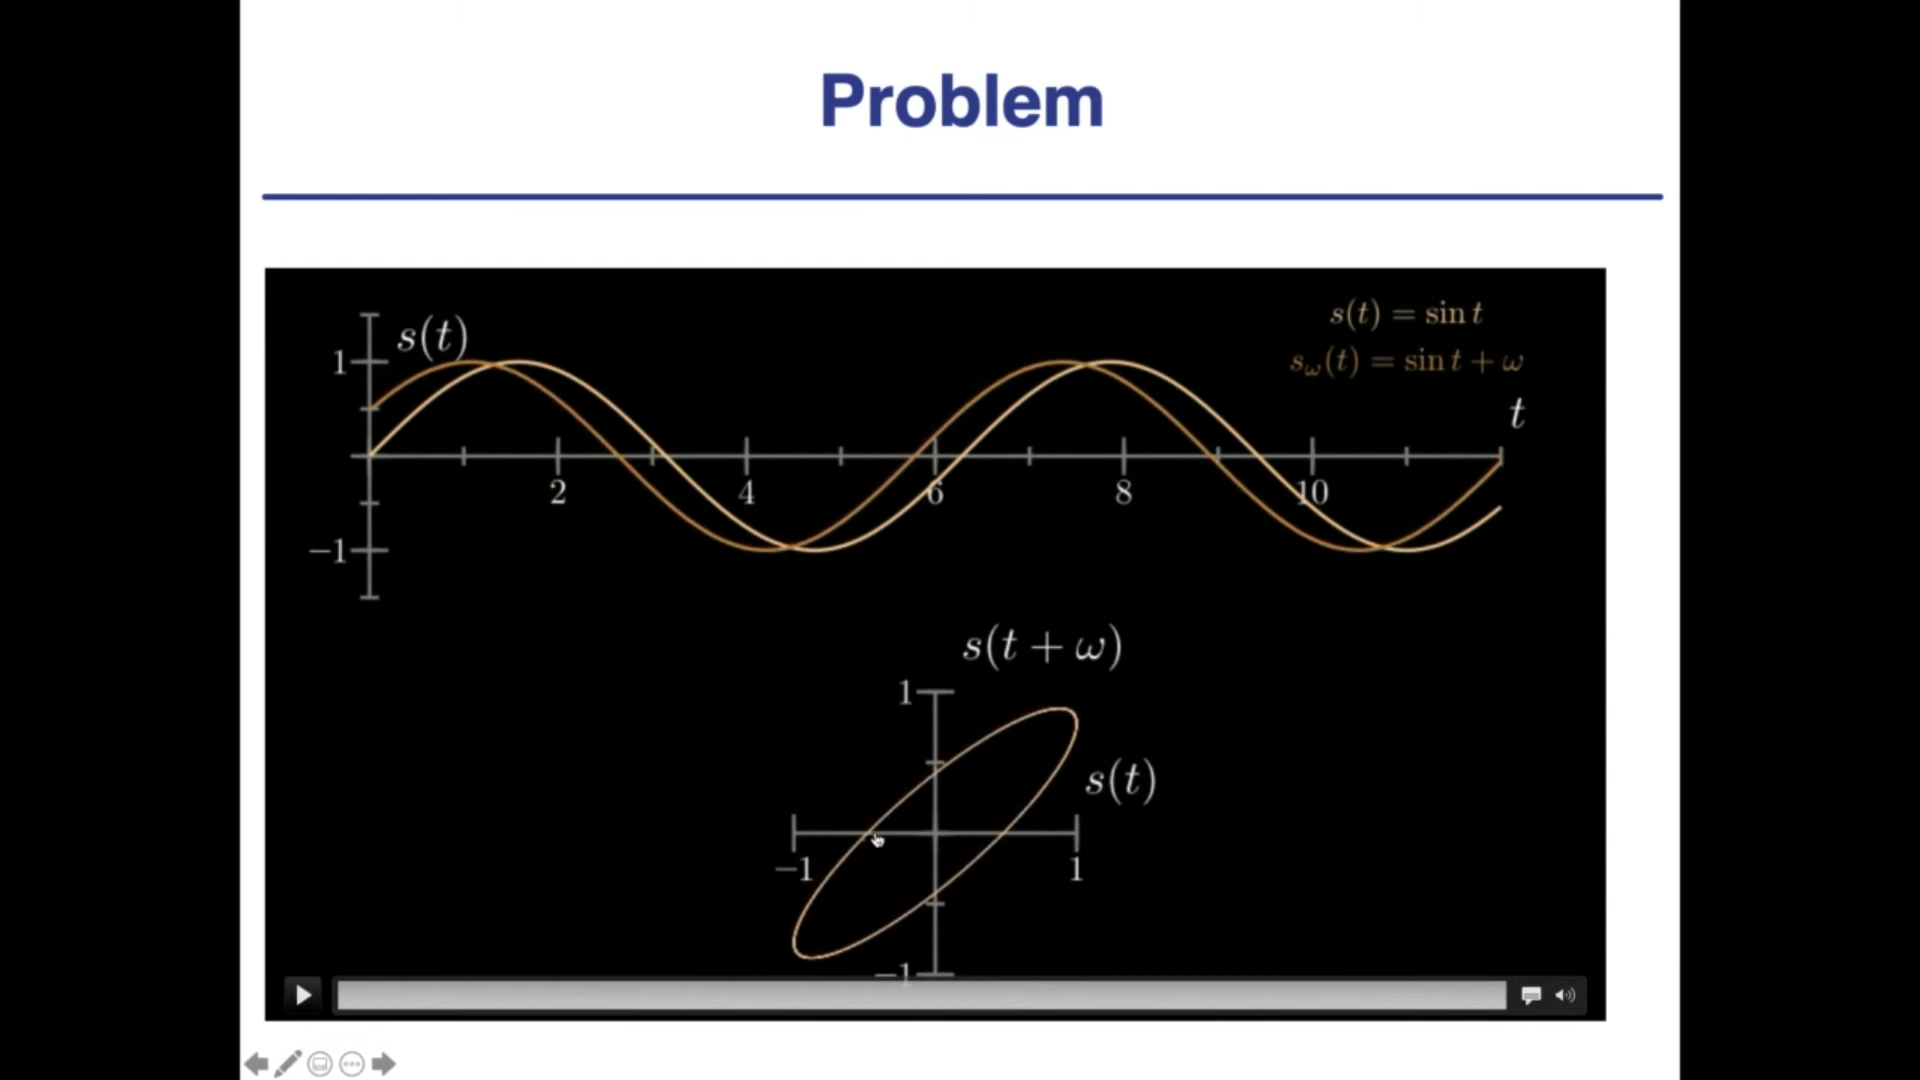 Problem
s(t)
s(t) = sin t
s_ω(t) = sin t + ω
t
1
−1
2 4 6 8 10
s(t + ω)
1
s(t)
−1 1
−1